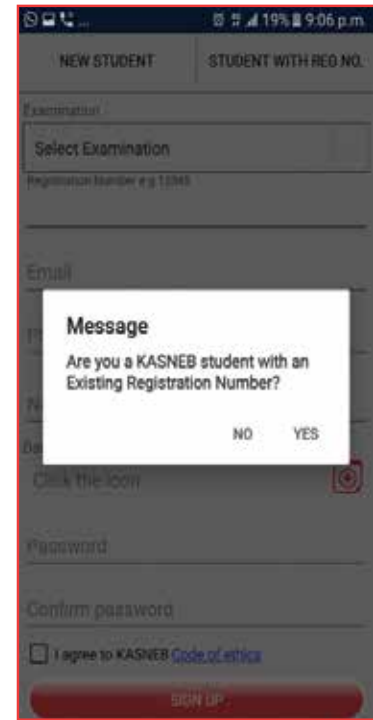 19% 9:06 p.m.
NEW STUDENT
STUDENT WITH REG NO.
Examination
Select Examination
Registration Number e.g 12345
Email
Message
Are you a KASNEB student with an
Existing Registration Number?
NO
YES
Click the icon
Password
Confirm password
I agree to KASNEB Code of ethics
SIGN UP